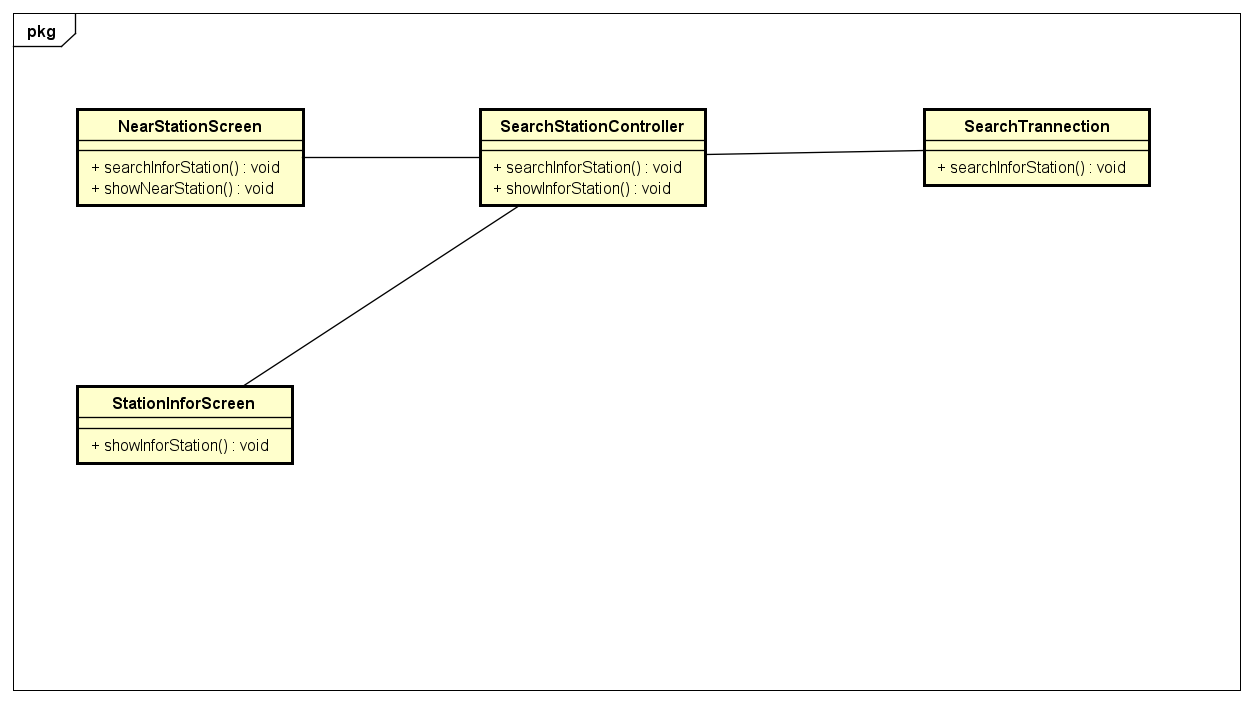 pkg
NearStationScreen
+ searchInforStation() : void
+ showNearStation() : void
SearchStationController
+ searchInforStation() : void
+ showInforStation() : void
SearchTrannection
+ searchInforStation() : void
StationInforScreen
+ showInforStation() : void